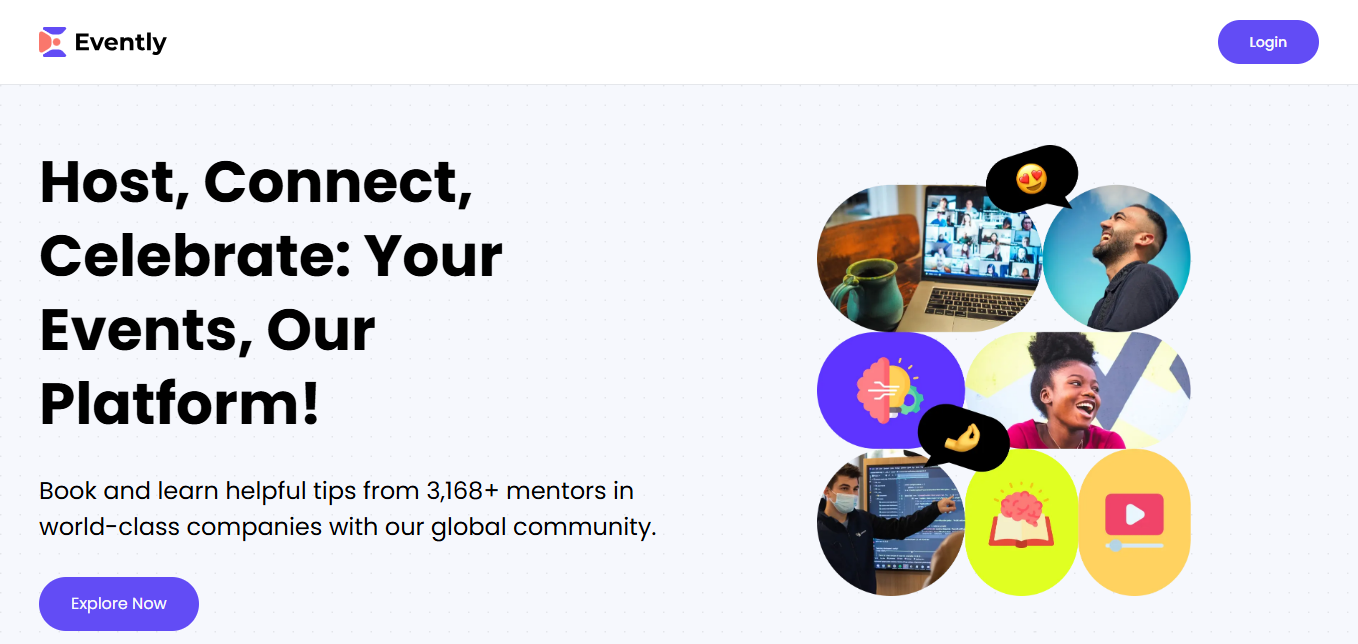 Evently
Login
Host, Connect,
Celebrate: Your
Events, Our
Platform!
Book and learn helpful tips from 3,168+ mentors in
world-class companies with our global community.
Explore Now